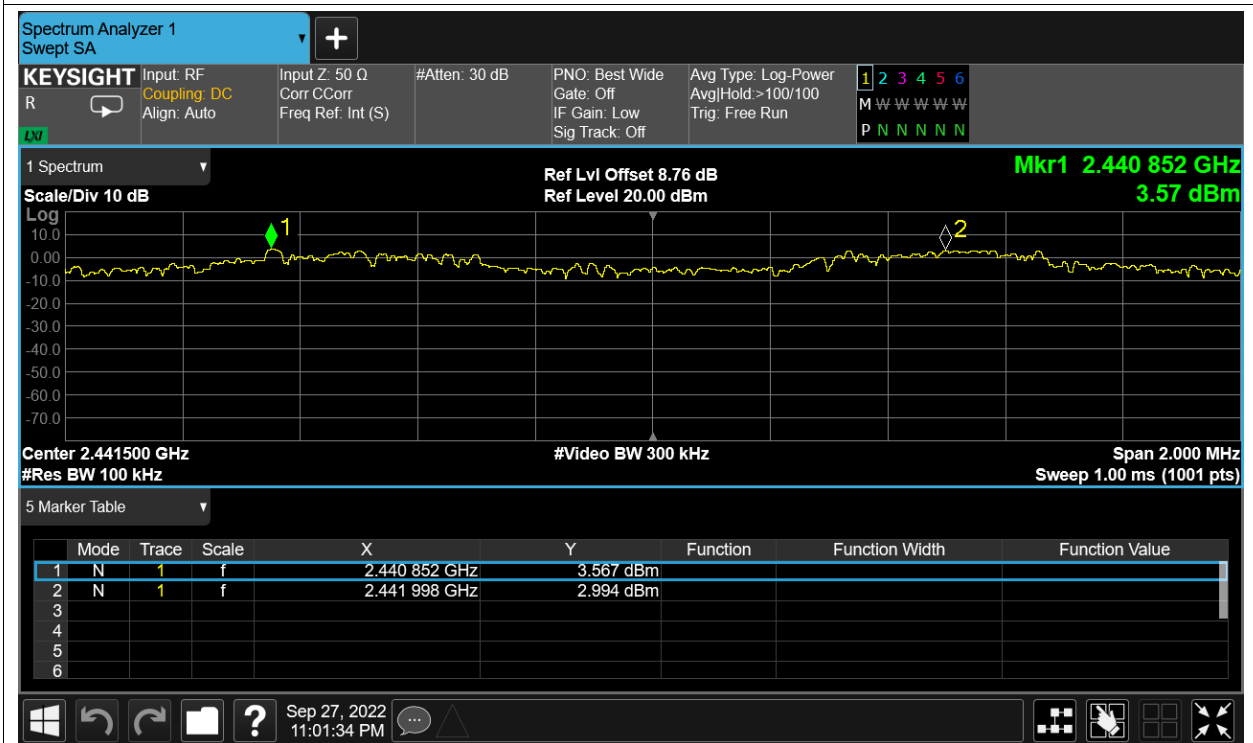 Spectrum Analyzer 1
Swept SA
KEYSIGHT
R
LXI
Input: RF
Coupling: DC
Align: Auto
Input Z: 50 Ω
Corr CCorr
Freq Ref: Int (S)
#Atten: 30 dB
PNO: Best Wide
Gate: Off
IF Gain: Low
Sig Track: Off
Avg Type: Log-Power
Avg|Hold:>100/100
Trig: Free Run
1 2 3 4 5 6
M W W W W W
P N N N N N
1 Spectrum
Scale/Div 10 dB
Ref Lvl Offset 8.76 dB
Ref Level 20.00 dBm
Mkr1 2.440 852 GHz
3.57 dBm
Log
10.0
0.00
-10.0
-20.0
-30.0
-40.0
-50.0
-60.0
-70.0
1
2
Center 2.441500 GHz
#Res BW 100 kHz
#Video BW 300 kHz
Span 2.000 MHz
Sweep 1.00 ms (1001 pts)
5 Marker Table
Mode Trace Scale X Y Function Function Width Function Value
1 N 1 f 2.440 852 GHz 3.567 dBm
2 N 1 f 2.441 998 GHz 2.994 dBm
3
4
5
6
?
Sep 27, 2022
11:01:34 PM